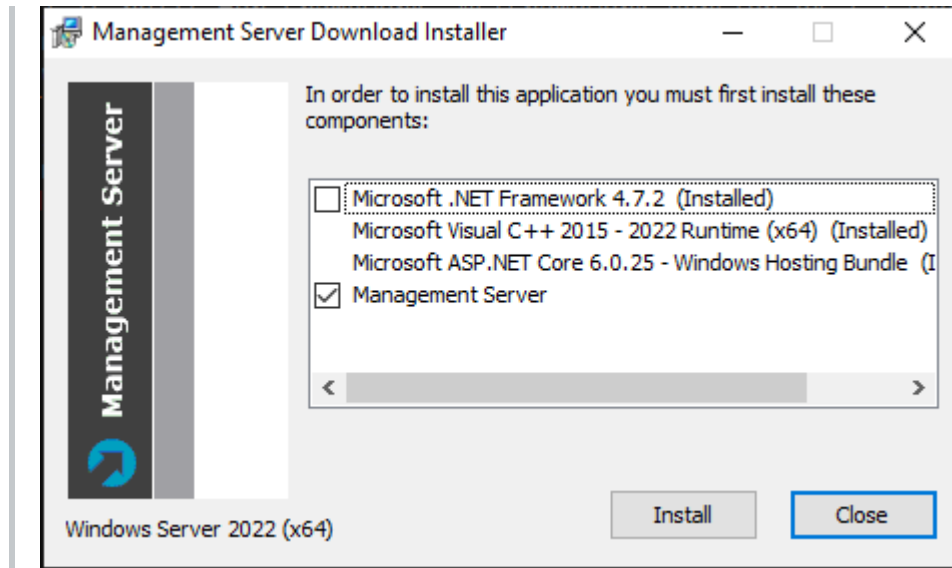 Management Server Download Installer
Management Server
In order to install this application you must first install these
components:
Microsoft .NET Framework 4.7.2 (Installed)
Microsoft Visual C++ 2015 - 2022 Runtime (x64) (Installed)
Microsoft ASP.NET Core 6.0.25 - Windows Hosting Bundle (I
Management Server
Windows Server 2022 (x64)
Install
Close